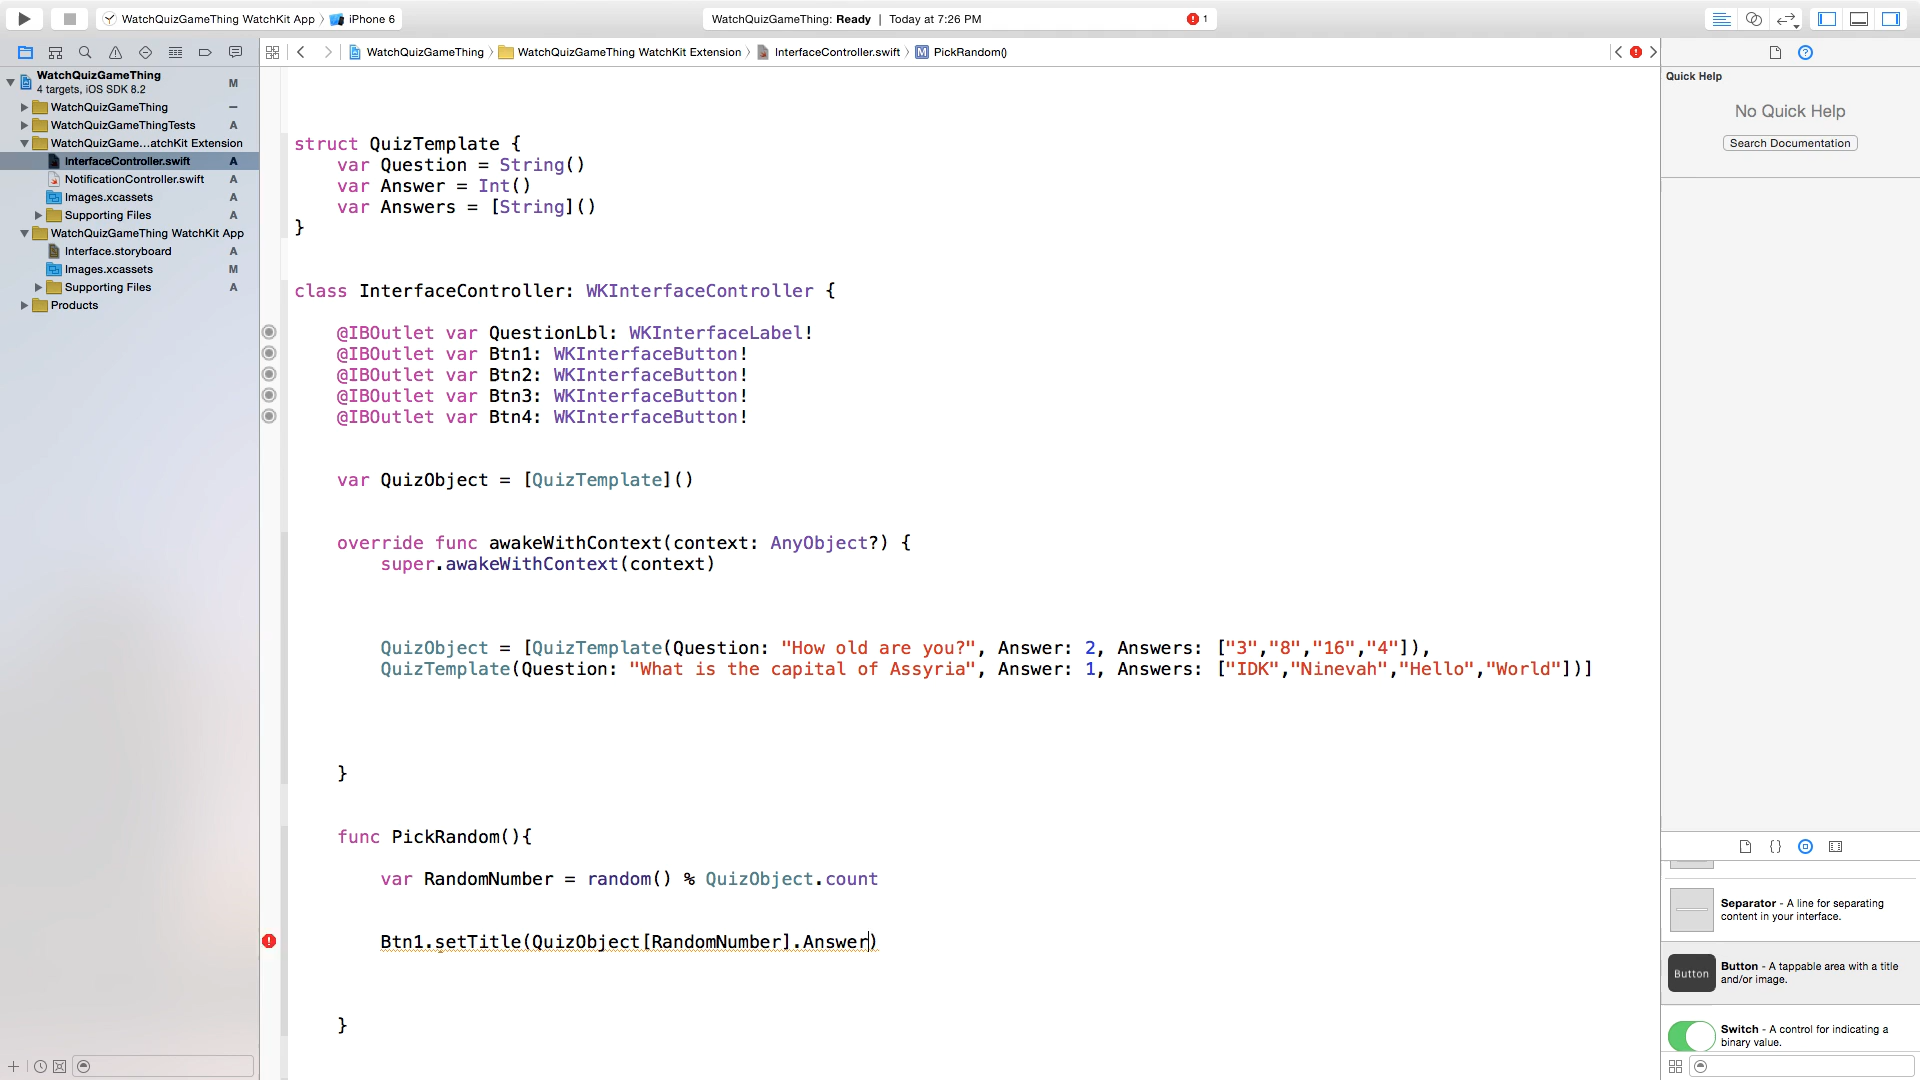 WatchQuizGameThing WatchKit App 〉 iPhone 6
WatchQuizGameThing: Ready | Today at 7:26 PM
1
WatchQuizGameThing 〉 WatchQuizGameThing WatchKit Extension 〉 InterfaceController.swift 〉 M PickRandom()
WatchQuizGameThing M
4 targets, iOS SDK 8.2
WatchQuizGameThing –
WatchQuizGameThingTests A
WatchQuizGame...atchKit Extension
InterfaceController.swift A
NotificationController.swift A
Images.xcassets A
Supporting Files A
WatchQuizGameThing WatchKit App
Interface.storyboard A
Images.xcassets M
Supporting Files A
Products
struct QuizTemplate {
var Question = String()
var Answer = Int()
var Answers = [String]()
}
class InterfaceController: WKInterfaceController {
@IBOutlet var QuestionLbl: WKInterfaceLabel!
@IBOutlet var Btn1: WKInterfaceButton!
@IBOutlet var Btn2: WKInterfaceButton!
@IBOutlet var Btn3: WKInterfaceButton!
@IBOutlet var Btn4: WKInterfaceButton!
var QuizObject = [QuizTemplate]()
override func awakeWithContext(context: AnyObject?) {
super.awakeWithContext(context)
QuizObject = [QuizTemplate(Question: "How old are you?", Answer: 2, Answers: ["3","8","16","4"]),
QuizTemplate(Question: "What is the capital of Assyria", Answer: 1, Answers: ["IDK","Ninevah","Hello","World"])]
}
func PickRandom(){
var RandomNumber = random() % QuizObject.count
Btn1.setTitle(QuizObject[RandomNumber].Answer)
}
Quick Help
No Quick Help
Search Documentation
{}
Separator - A line for separating
content in your interface.
Button
Button - A tappable area with a title
and/or image.
Switch - A control for indicating a
binary value.